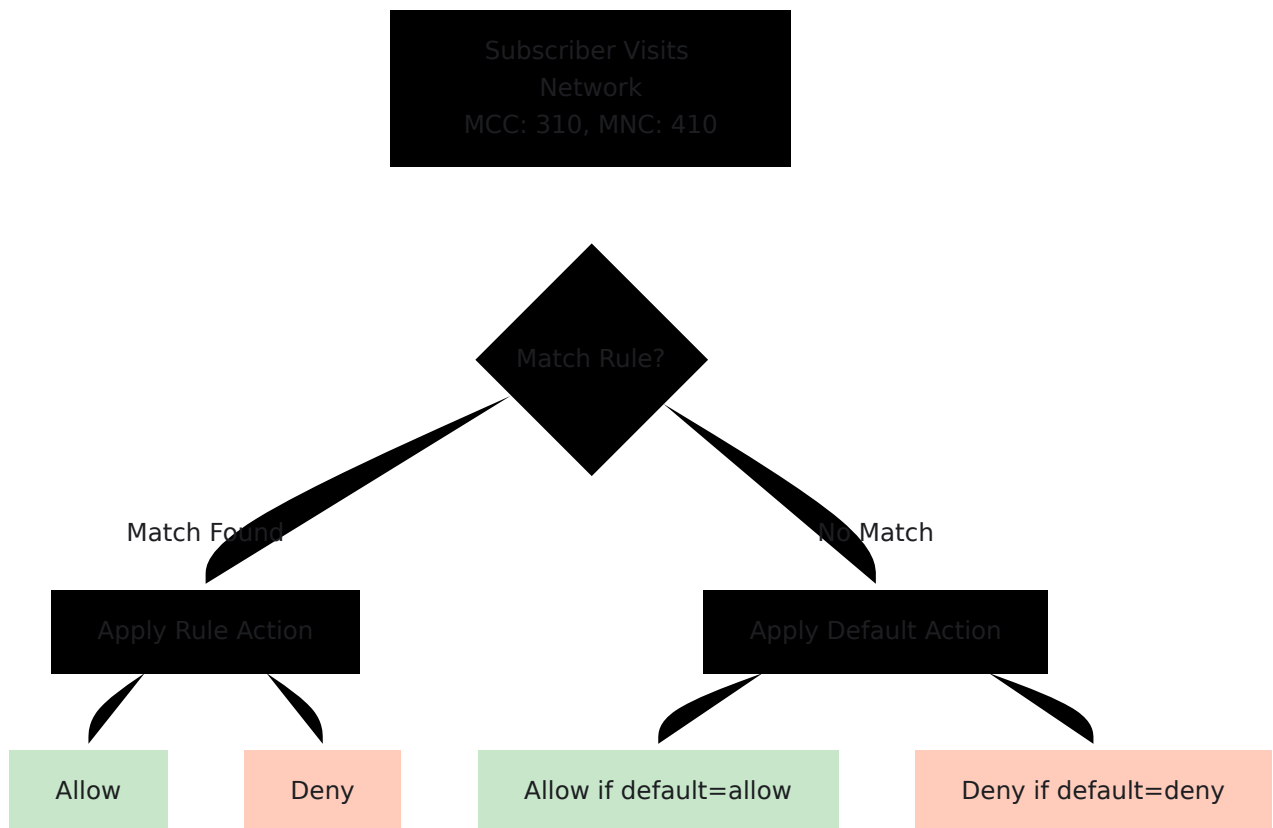 Subscriber Visits
Network
MCC: 310, MNC: 410
Match Rule?
Match Found
No Match
Apply Rule Action
Apply Default Action
Allow
Deny
Allow if default=allow
Deny if default=deny